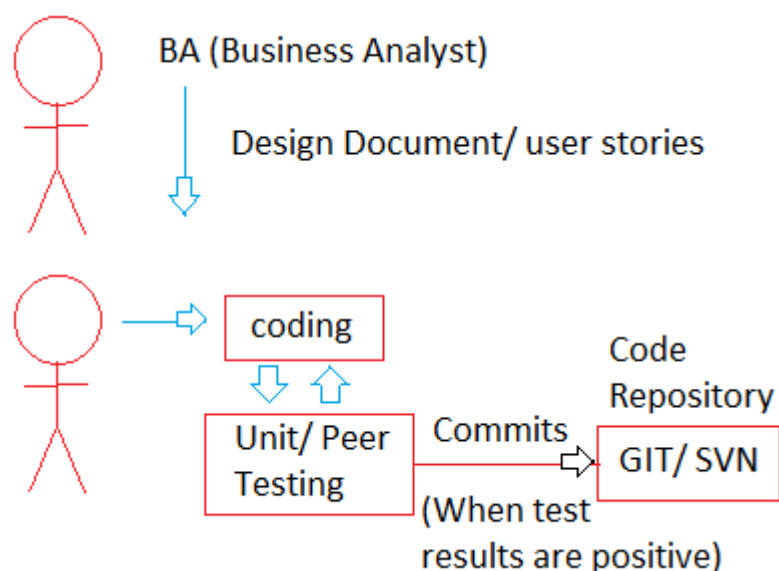 BA (Business Analyst)
Design Document/ user stories
coding
Code
Repository
Unit/ Peer
Testing
Commits
GIT/ SVN
(When test
results are positive)